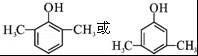 OH OH
H₃C CH₃ 或
H₃C CH₃